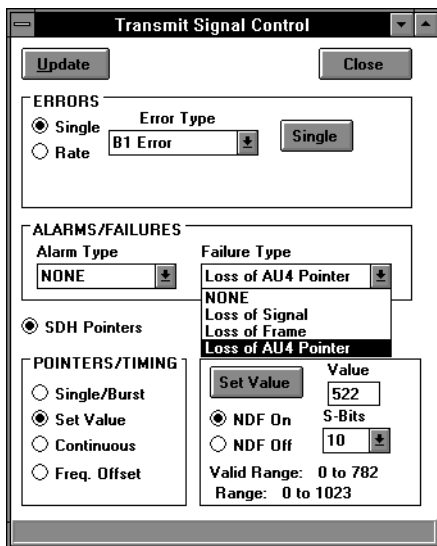 Transmit Signal Control
Update
Close
ERRORS
Single
Rate
Error Type
B1 Error
Single
ALARMS/FAILURES
Alarm Type
NONE
Failure Type
Loss of AU4 Pointer
NONE
Loss of Signal
Loss of Frame
Loss of AU4 Pointer
SDH Pointers
POINTERS/TIMING
Single/Burst
Set Value
Continuous
Freq. Offset
Set Value
Value
522
NDF On
NDF Off
S-Bits
10
Valid Range: 0 to 782
Range: 0 to 1023